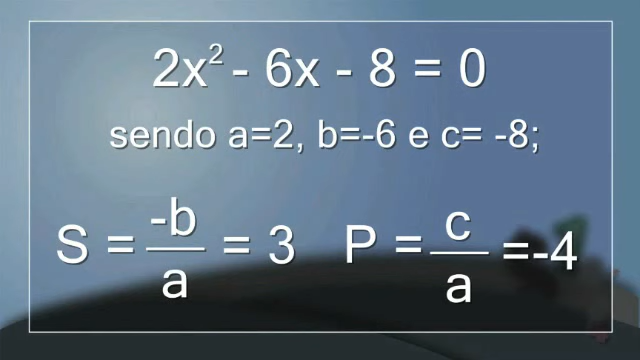 2x² - 6x - 8 = 0
sendo a=2, b=-6 e c= -8;
S = -b/a = 3 P = c/a =-4